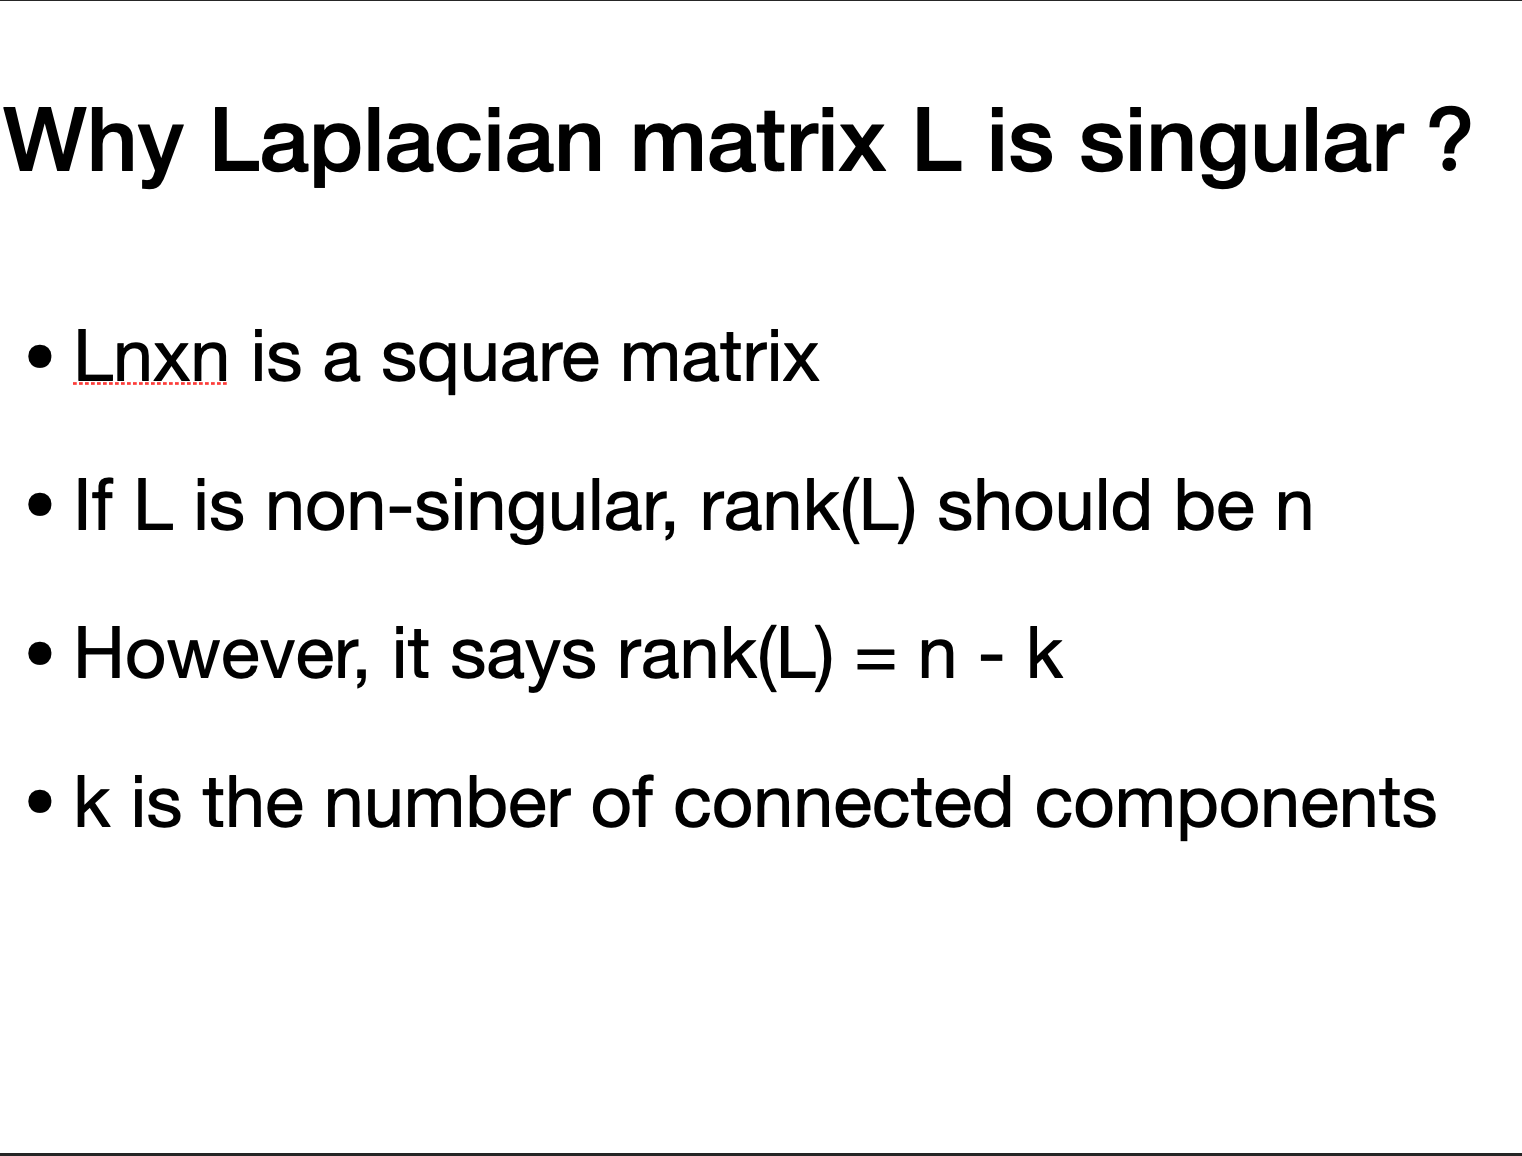 Why Laplacian matrix L is singular ?
• Lnxn is a square matrix
• If L is non-singular, rank(L) should be n
• However, it says rank(L) = n - k
• k is the number of connected components